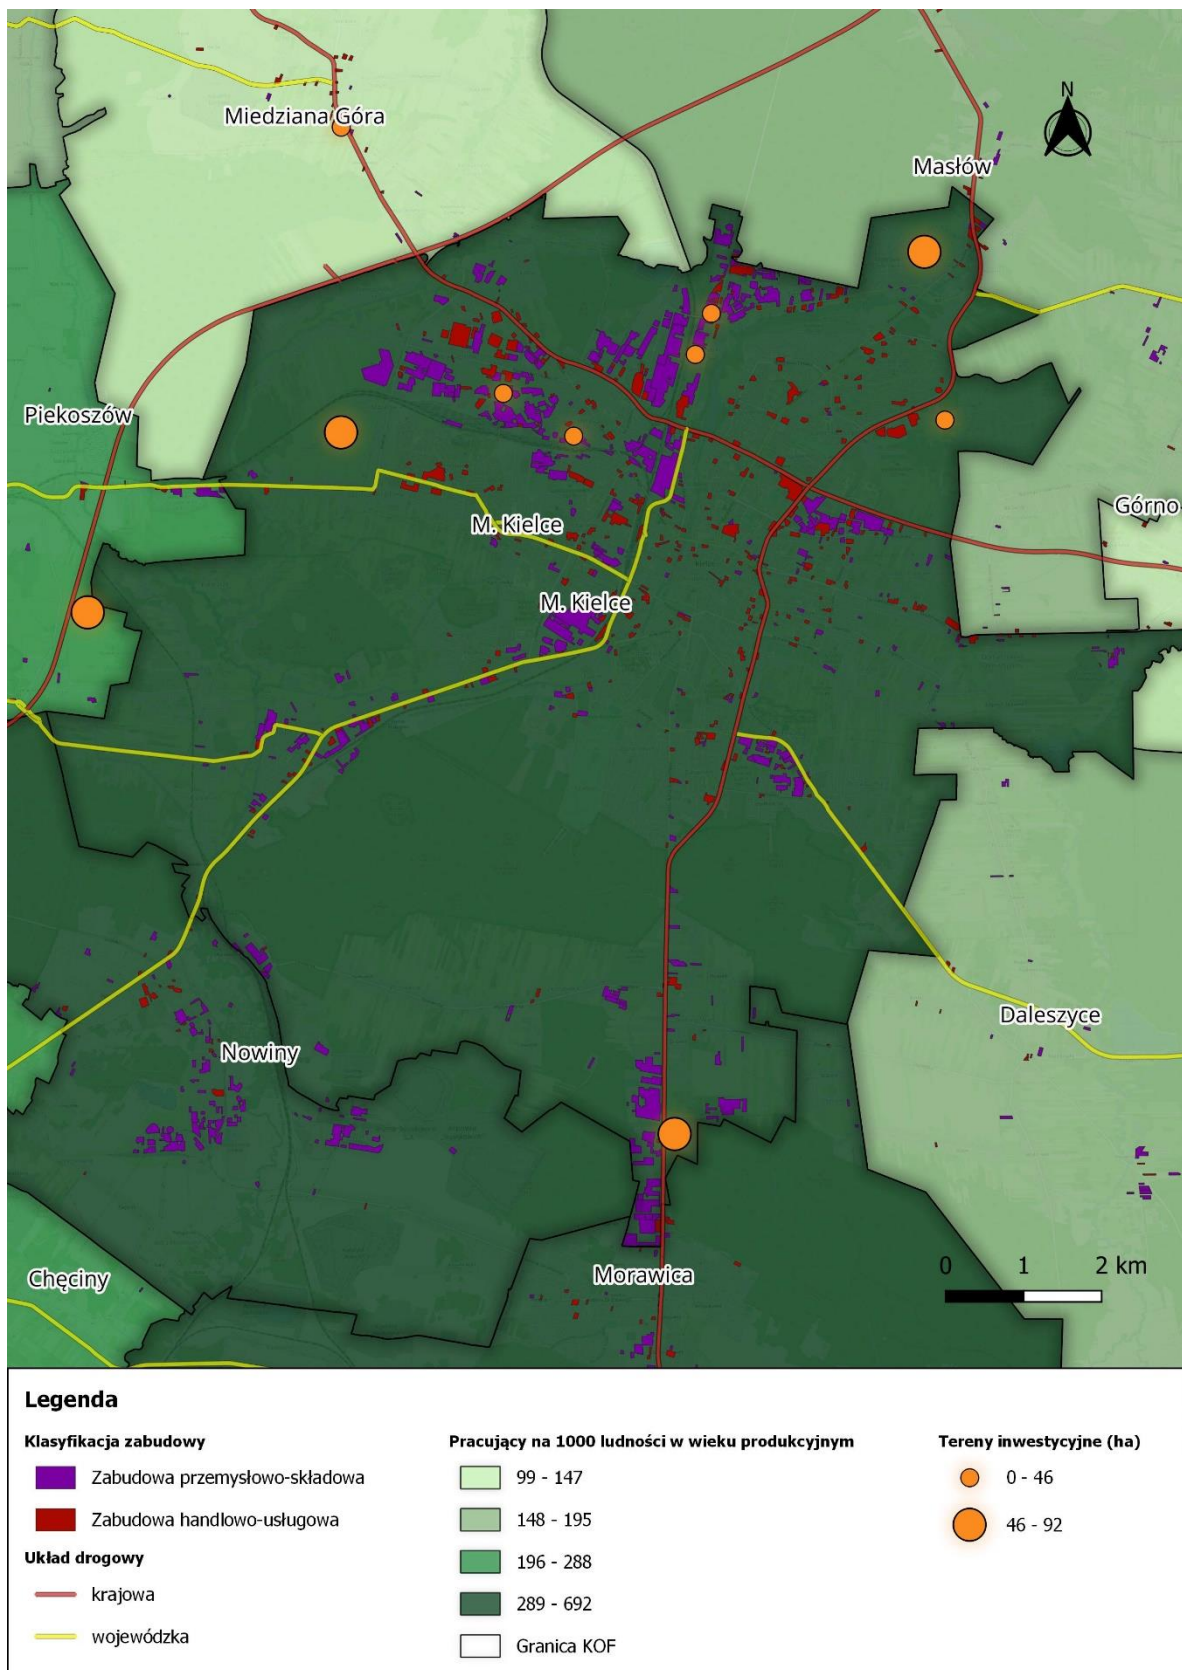 Miedziana Góra
N
Masłów
Piekoszów
Górno
M. Kielce
M. Kielce
Daleszyce
Nowiny
Chęciny
Morawica
0 1 2 km
Legenda
Klasyfikacja zabudowy
Zabudowa przemysłowo-składowa
Zabudowa handlowo-usługowa
Układ drogowy
krajowa
wojewódzka
Pracujący na 1000 ludności w wieku produkcyjnym
99 - 147
148 - 195
196 - 288
289 - 692
Granica KOF
Tereny inwestycyjne (ha)
0 - 46
46 - 92